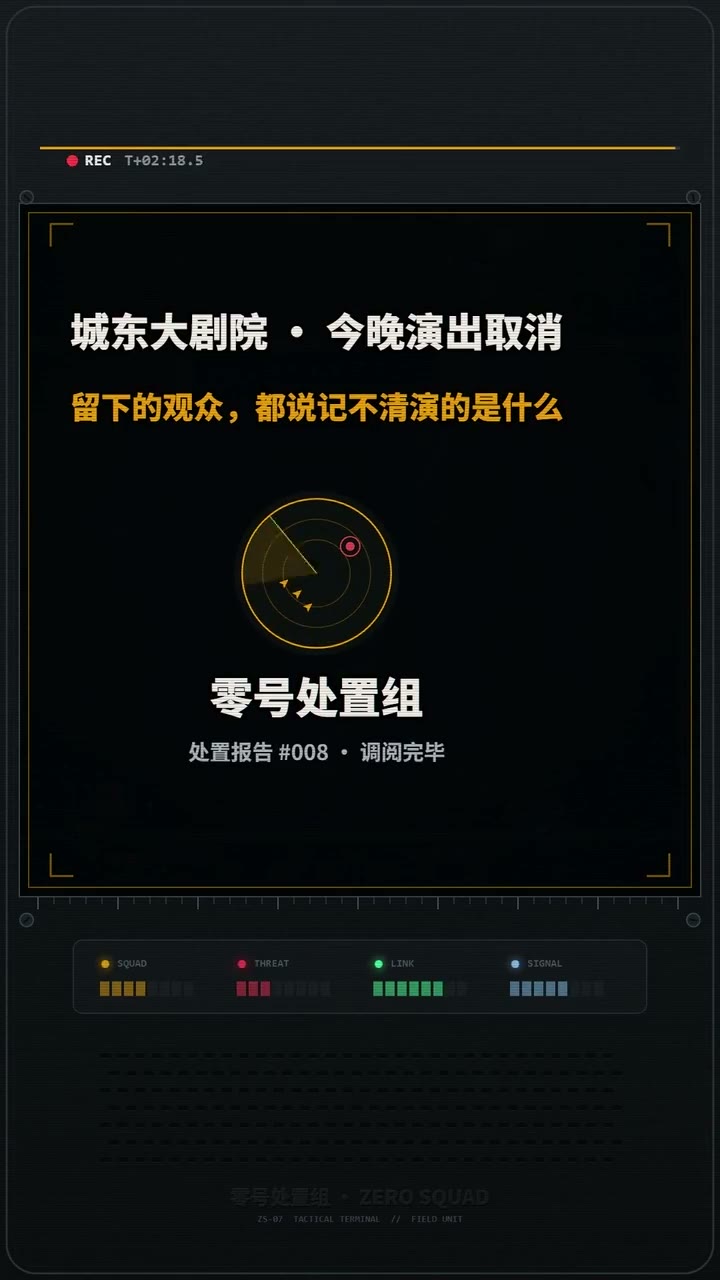 REC T+02:18.5
城东大剧院 · 今晚演出取消
留下的观众，都说记不清演的是什么
零号处置组
处置报告 #008 · 调阅完毕
SQUAD THREAT LINK SIGNAL
零号处置组 · ZERO SQUAD
ZS-07 TACTICAL TERMINAL // FIELD UNIT